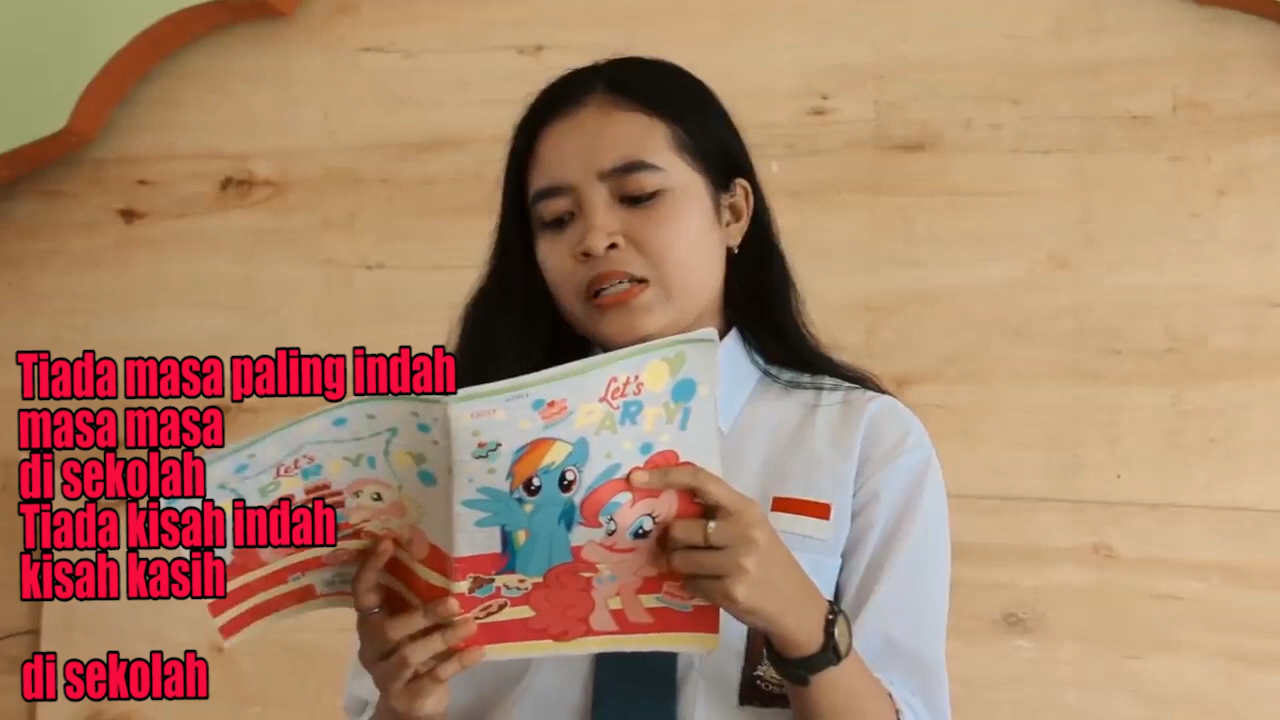 Tiada masa paling indah
masa masa
di sekolah
Tiada kisah indah
kisah kasih
di sekolah
Let's
PARTY!
Let's
PARTY!